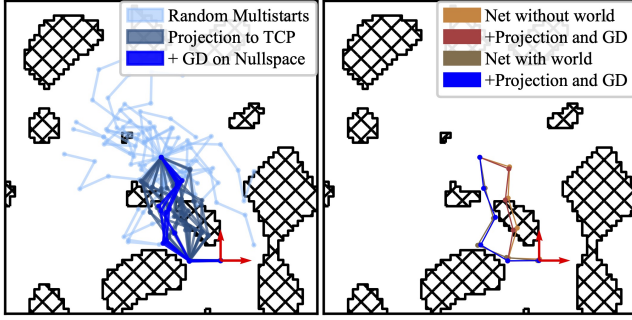 Random Multistarts
Projection to TCP
+ GD on Nullspace
Net without world
+Projection and GD
Net with world
+Projection and GD